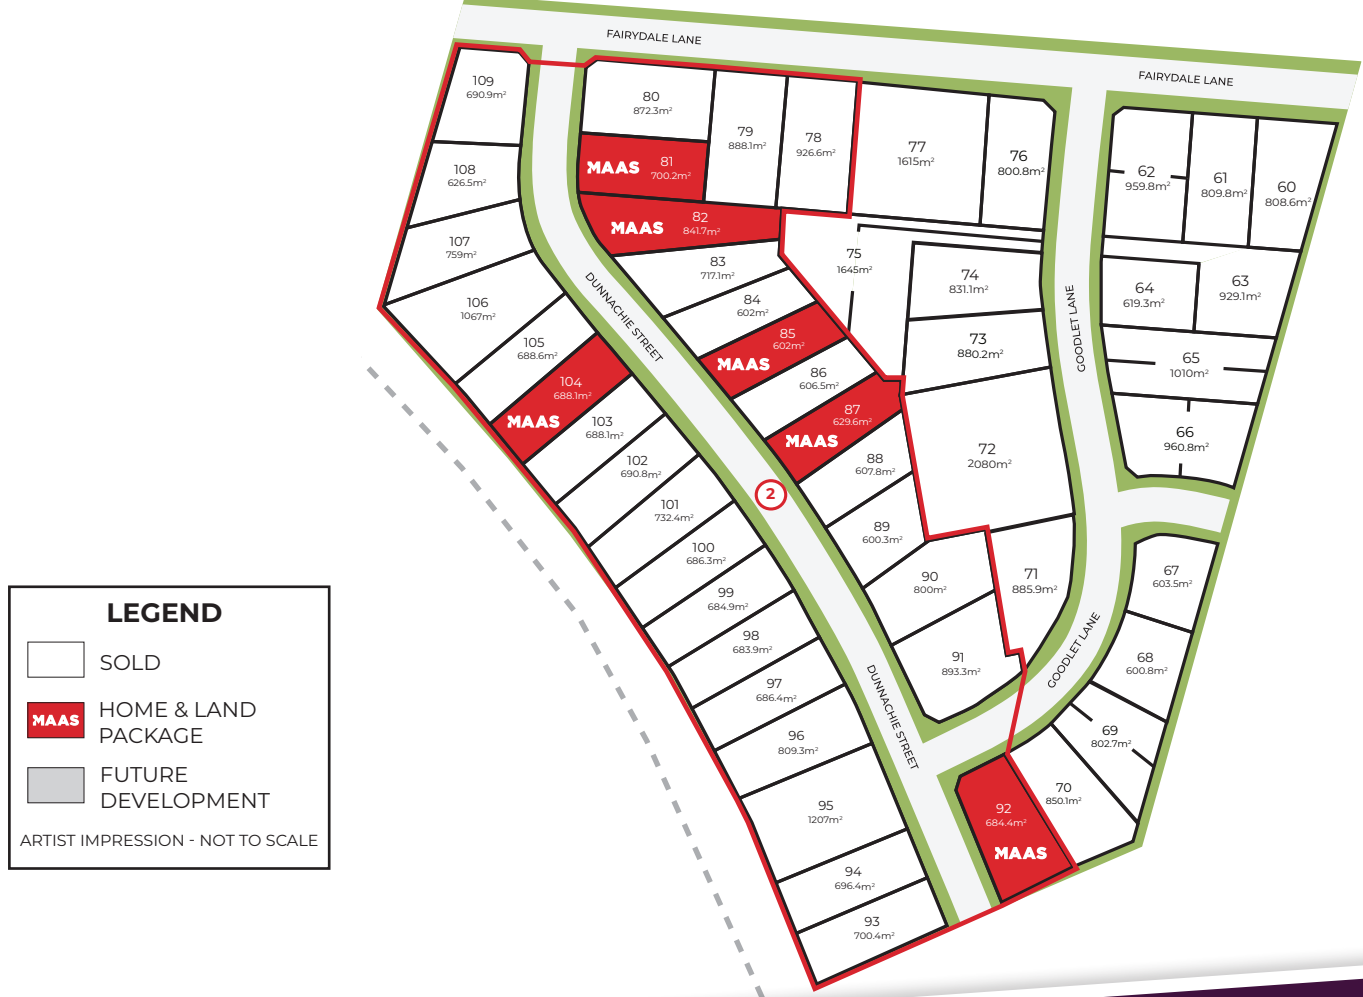 FAIRYDALE LANE
FAIRYDALE LANE
109
690.9m²
80
872.3m²
79
888.1m²
78
926.6m²
77
1615m²
76
800.8m²
62
959.8m²
61
809.8m²
60
808.6m²
108
626.5m²
MAAS
81
700.2m²
MAAS
82
841.7m²
107
759m²
83
717.1m²
75
1645m²
74
831.1m²
64
619.3m²
63
929.1m²
106
1067m²
84
602m²
DUNNACHIE STREET
GOODLET LANE
105
688.6m²
85
602m²
MAAS
73
880.2m²
65
1010m²
104
688.1m²
MAAS
86
606.5m²
103
688.1m²
87
629.6m²
MAAS
72
2080m²
66
960.8m²
102
690.8m²
88
607.8m²
2
101
732.4m²
89
600.3m²
100
686.3m²
90
800m²
71
885.9m²
67
603.5m²
99
684.9m²
98
683.9m²
91
893.3m²
GOODLET LANE
68
600.8m²
97
686.4m²
DUNNACHIE STREET
96
809.3m²
69
802.7m²
95
1207m²
92
684.4m²
MAAS
70
850.1m²
94
696.4m²
93
700.4m²
LEGEND
SOLD
MAAS
HOME & LAND
PACKAGE
FUTURE
DEVELOPMENT
ARTIST IMPRESSION - NOT TO SCALE